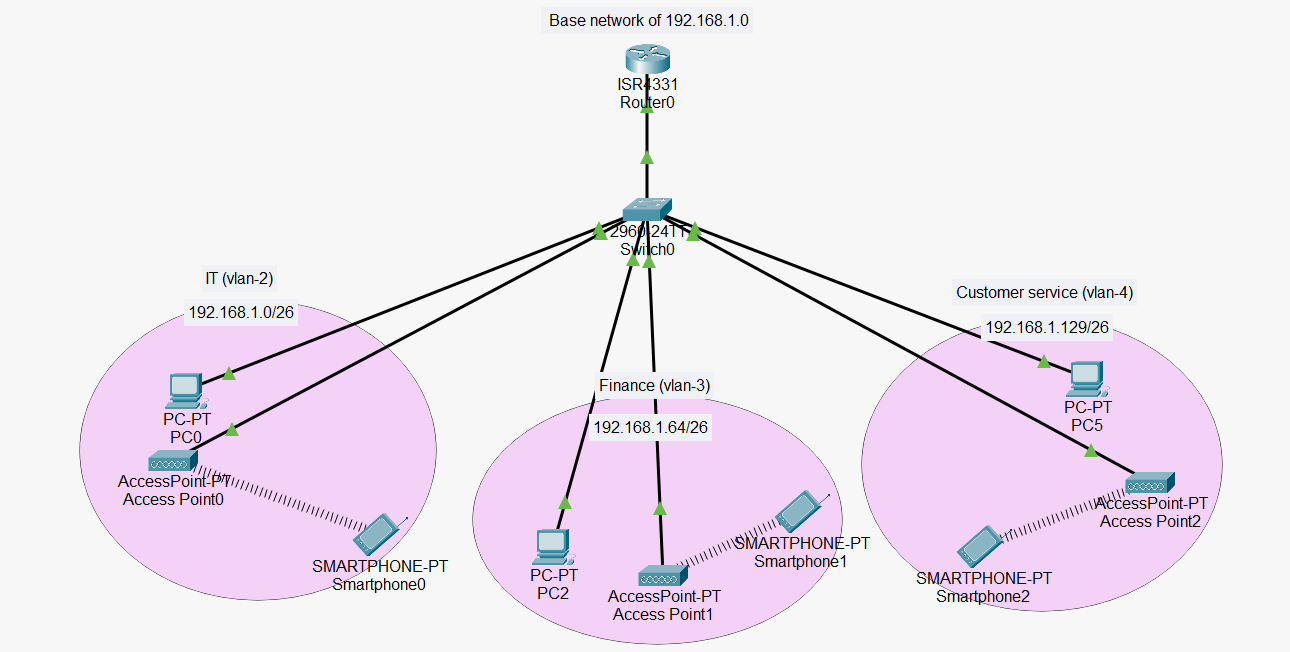 Base network of 192.168.1.0
ISR4331
Router0
2960-24TT
Switch0
IT (vlan-2)
192.168.1.0/26
PC-PT
PC0
AccessPoint-PT
Access Point0
SMARTPHONE-PT
Smartphone0
Finance (vlan-3)
192.168.1.64/26
PC-PT
PC2
AccessPoint-PT
Access Point1
SMARTPHONE-PT
Smartphone1
Customer service (vlan-4)
192.168.1.129/26
PC-PT
PC5
AccessPoint-PT
Access Point2
SMARTPHONE-PT
Smartphone2